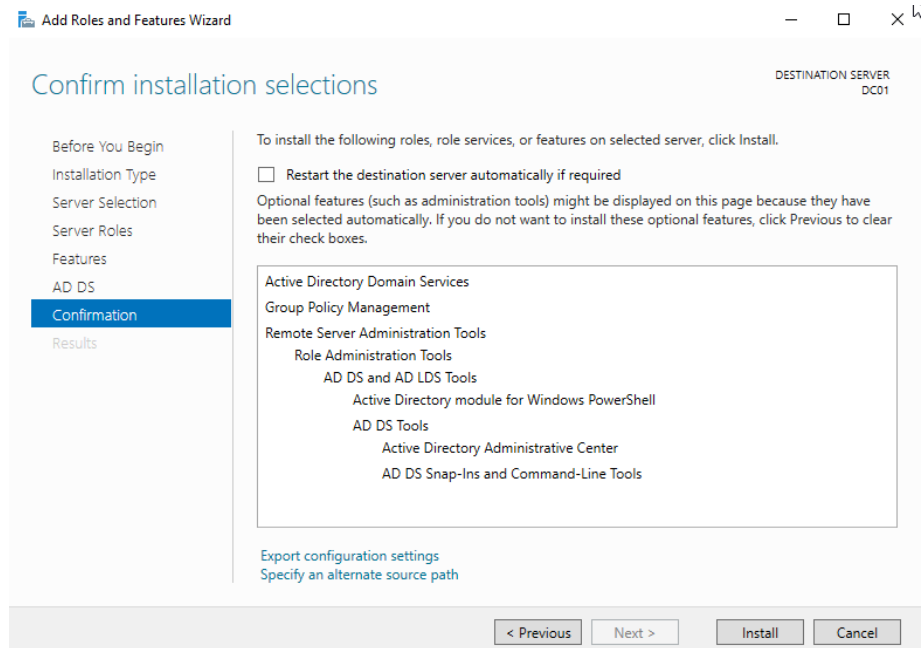 Add Roles and Features Wizard
Confirm installation selections
DESTINATION SERVER
DC01
Before You Begin
Installation Type
Server Selection
Server Roles
Features
AD DS
Confirmation
Results
To install the following roles, role services, or features on selected server, click Install.
Restart the destination server automatically if required
Optional features (such as administration tools) might be displayed on this page because they have
been selected automatically. If you do not want to install these optional features, click Previous to clear
their check boxes.
Active Directory Domain Services
Group Policy Management
Remote Server Administration Tools
Role Administration Tools
AD DS and AD LDS Tools
Active Directory module for Windows PowerShell
AD DS Tools
Active Directory Administrative Center
AD DS Snap-Ins and Command-Line Tools
Export configuration settings
Specify an alternate source path
< Previous
Next >
Install
Cancel